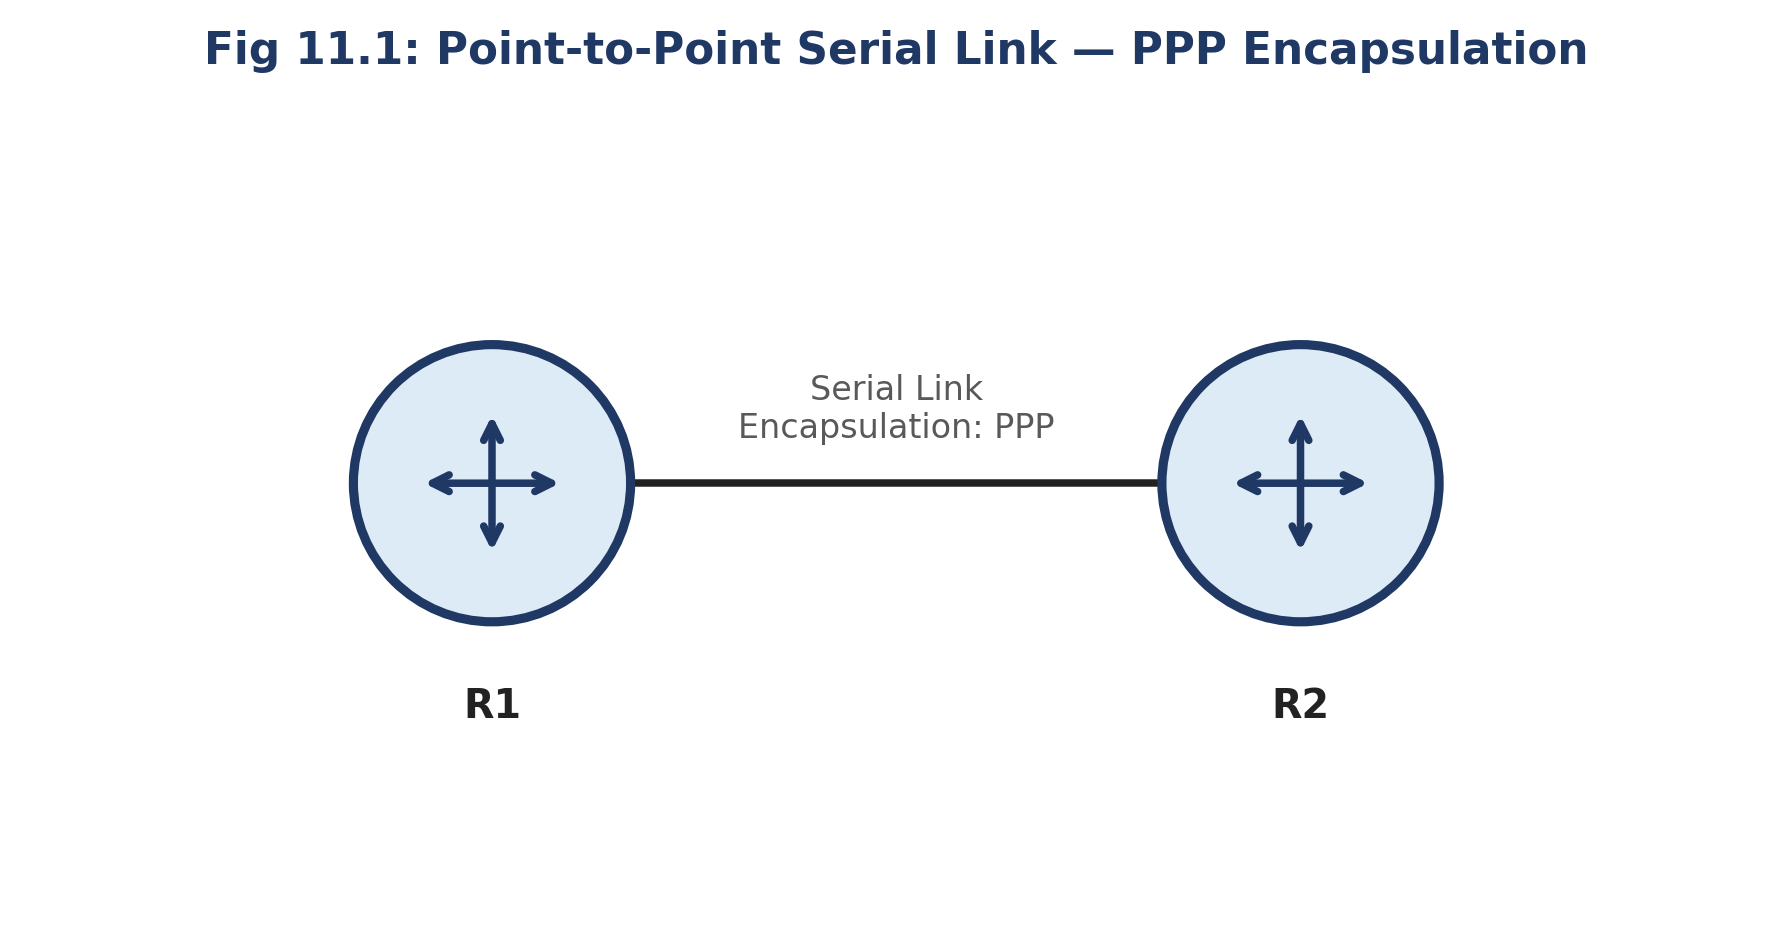 Fig 11.1: Point-to-Point Serial Link — PPP Encapsulation
Serial Link
Encapsulation: PPP
R1
R2